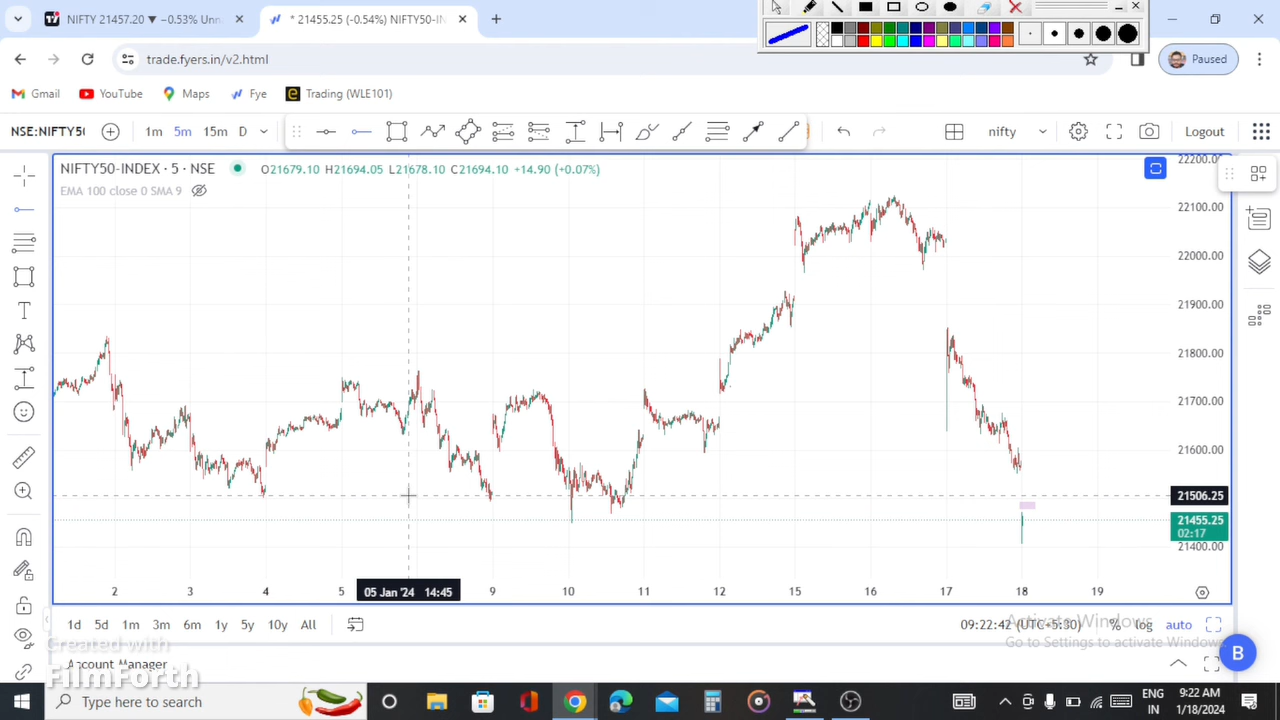 NIFTY 21457.20 ▼ −0.53%
* 21455.25 (-0.54%) NIFTY50-IN
trade.fyers.in/v2.html
Paused
Gmail
YouTube
Maps
Fye
Trading (WLE101)
NSE:NIFTY50
1m
5m
15m
D
nifty
Logout
NIFTY50-INDEX · 5 · NSE
O21679.10 H21694.05 L21678.10 C21694.10 +14.90 (+0.07%)
EMA 100 close 0 SMA 9
22200.00
22100.00
22000.00
21900.00
21800.00
21700.00
21600.00
21506.25
21455.25
02:17
21400.00
2 3 4 5 05 Jan '24 14:45 9 10 11 12 15 16 17 18 19
1d 5d 1m 3m 6m 1y 5y 10y All
09:22:42 (UTC+5:30)
% log auto
Activate Windows
Go to Settings to activate Windows.
Created with
FilmForth
Account Manager
B
Type here to search
ENG
IN
9:22 AM
1/18/2024